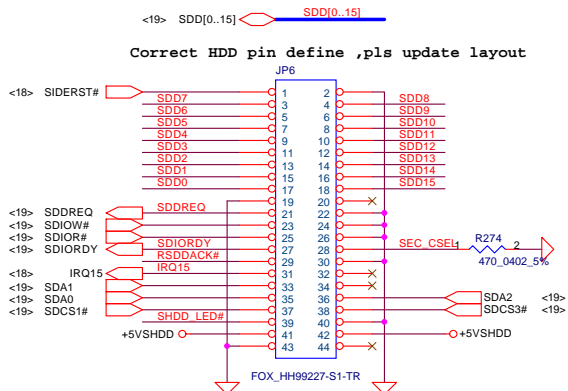 <19> SDD[0..15] SDD[0..15]
Correct HDD pin define ,pls update layout
JP6
<18> SIDERST# 1 2
SDD7 3 4 SDD8
SDD6 5 6 SDD9
SDD5 7 8 SDD10
SDD4 9 10 SDD11
SDD3 11 12 SDD12
SDD2 13 14 SDD13
SDD1 15 16 SDD14
SDD0 17 18 SDD15
19 20
<19> SDDREQ SDDREQ 21 22
<19> SDIOW# 23 24
<19> SDIOR# 25 26
<19> SDIORDY SDIORDY 27 28 SEC_CSEL 1 R274 2
470_0402_5%
RSDDACK# 29 30
<18> IRQ15 IRQ15 31 32
<19> SDA1 33 34
<19> SDA0 35 36 SDA2 <19>
<19> SDCS1# 37 38 SDCS3# <19>
SHDD_LED# 39 40
+5VSHDD 41 42 +5VSHDD
43 44
FOX_HH99227-S1-TR